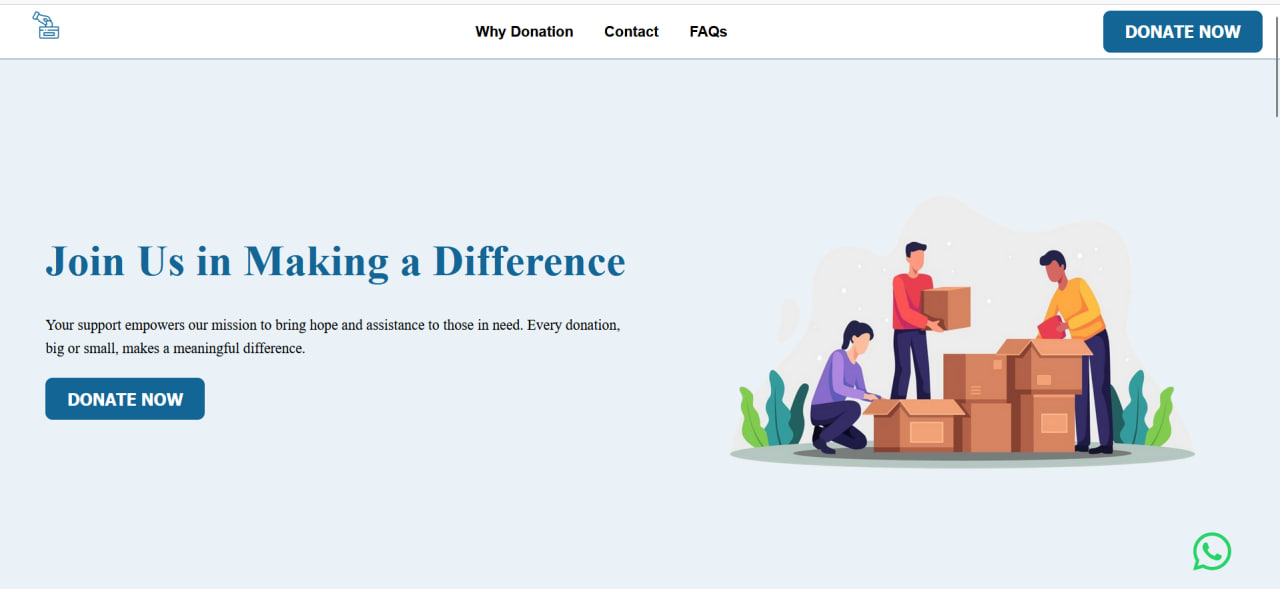 Why Donation
Contact
FAQs
DONATE NOW
Join Us in Making a Difference
Your support empowers our mission to bring hope and assistance to those in need. Every donation,
big or small, makes a meaningful difference.
DONATE NOW